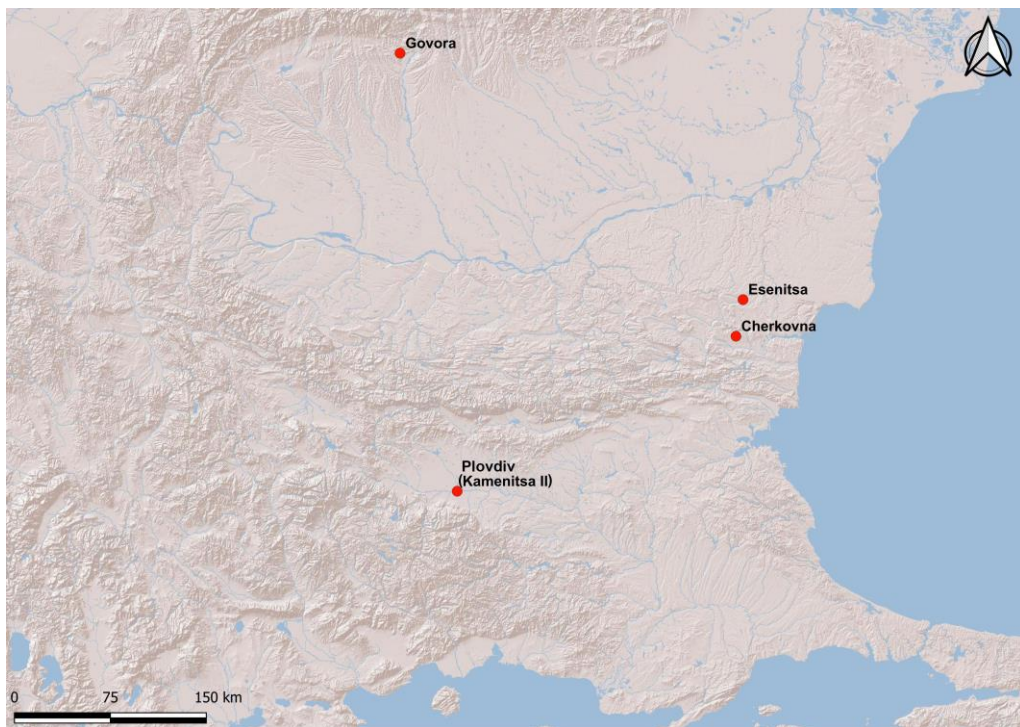 Govora
Esenitsa
Cherkovna
Plovdiv
(Kamenitsa II)
0 75 150 km